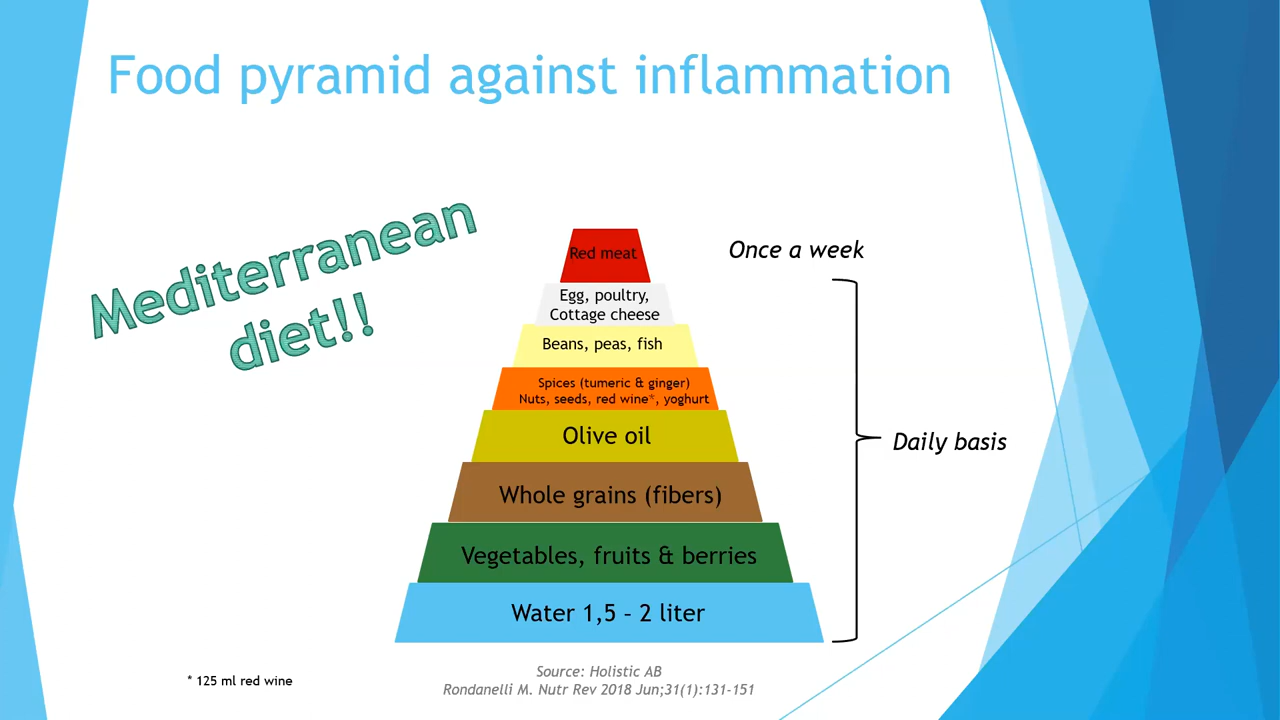 Food pyramid against inflammation
Mediterranean
diet!!
Red meat
Once a week
Egg, poultry,
Cottage cheese
Beans, peas, fish
Spices (tumeric & ginger)
Nuts, seeds, red wine*, yoghurt
Olive oil
Daily basis
Whole grains (fibers)
Vegetables, fruits & berries
Water 1,5 – 2 liter
Source: Holistic AB
Rondanelli M. Nutr Rev 2018 Jun;31(1):131-151
* 125 ml red wine